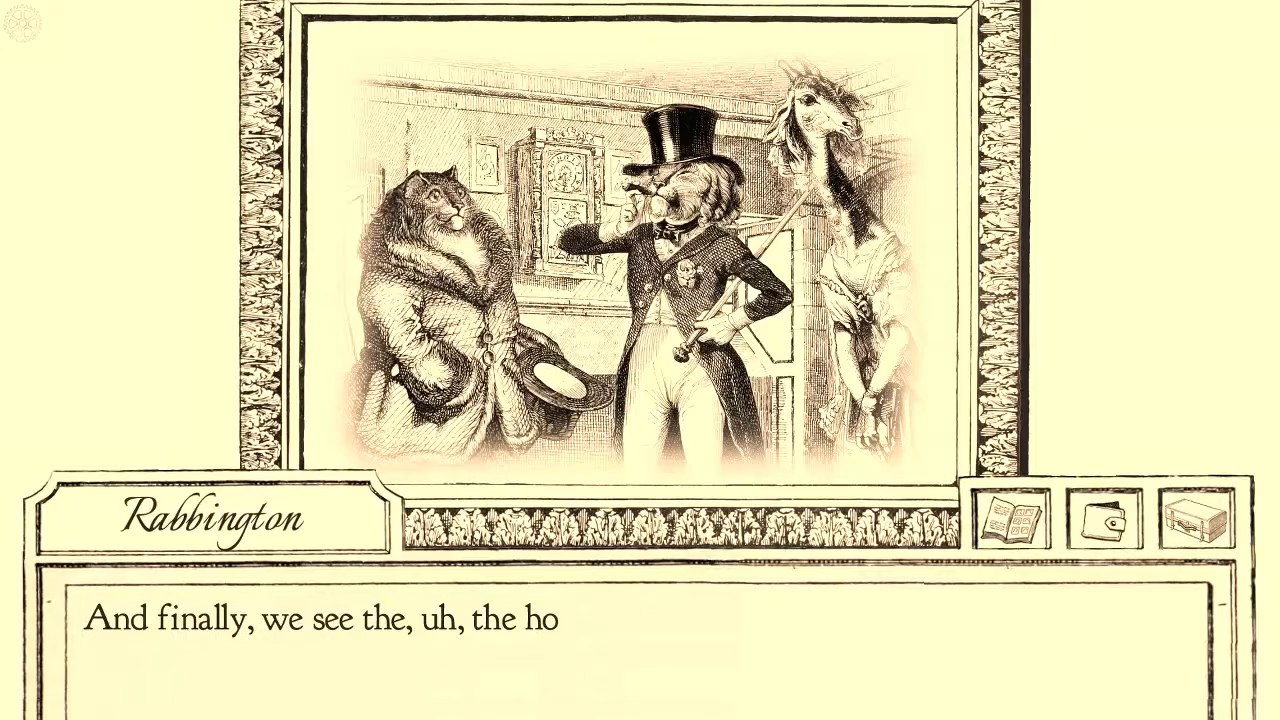 Rabbington
And finally, we see the, uh, the ho